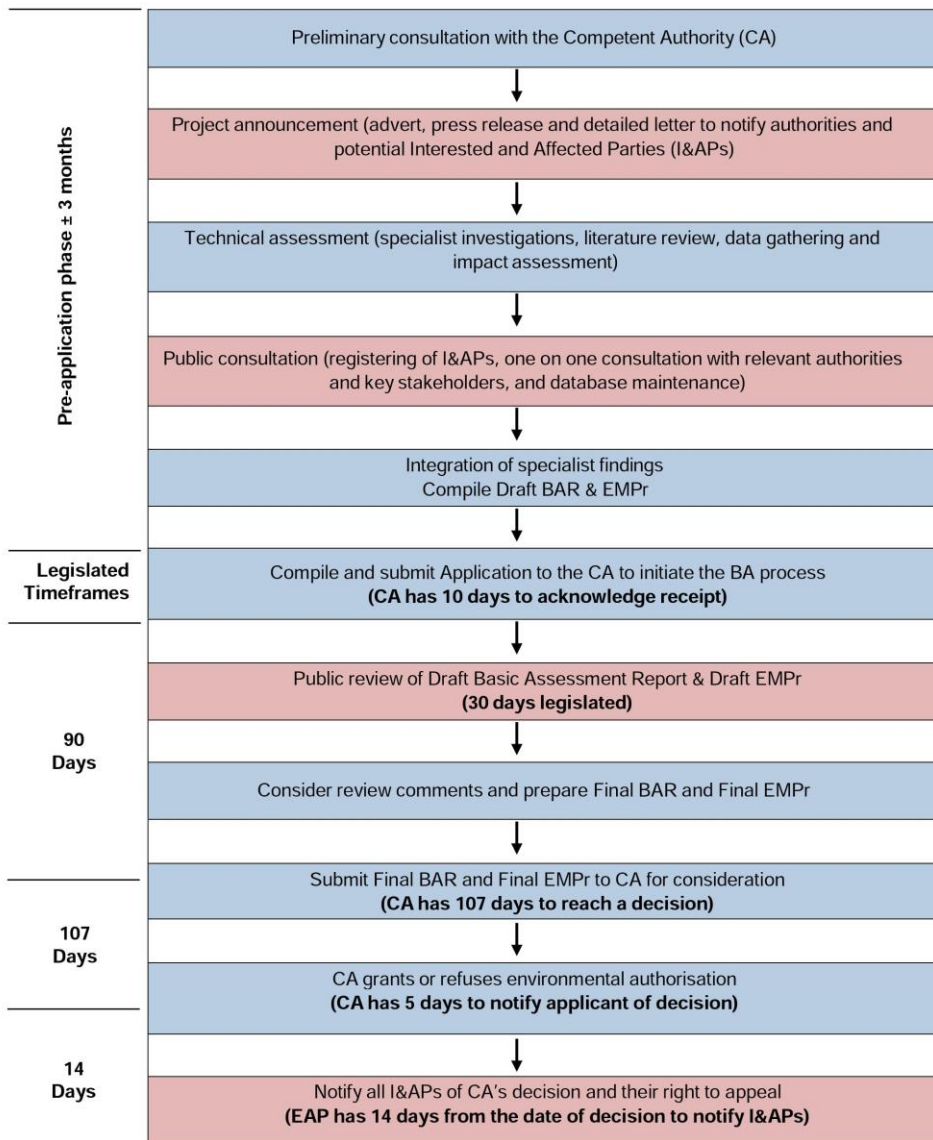 Pre-application phase ± 3 months
Preliminary consultation with the Competent Authority (CA)
Project announcement (advert, press release and detailed letter to notify authorities and
potential Interested and Affected Parties (I&APs)
Technical assessment (specialist investigations, literature review, data gathering and
impact assessment)
Public consultation (registering of I&APs, one on one consultation with relevant authorities
and key stakeholders, and database maintenance)
Integration of specialist findings
Compile Draft BAR & EMPr
Legislated
Timeframes
Compile and submit Application to the CA to initiate the BA process
(CA has 10 days to acknowledge receipt)
90
Days
Public review of Draft Basic Assessment Report & Draft EMPr
(30 days legislated)
Consider review comments and prepare Final BAR and Final EMPr
Submit Final BAR and Final EMPr to CA for consideration
(CA has 107 days to reach a decision)
107
Days
CA grants or refuses environmental authorisation
(CA has 5 days to notify applicant of decision)
14
Days
Notify all I&APs of CA's decision and their right to appeal
(EAP has 14 days from the date of decision to notify I&APs)